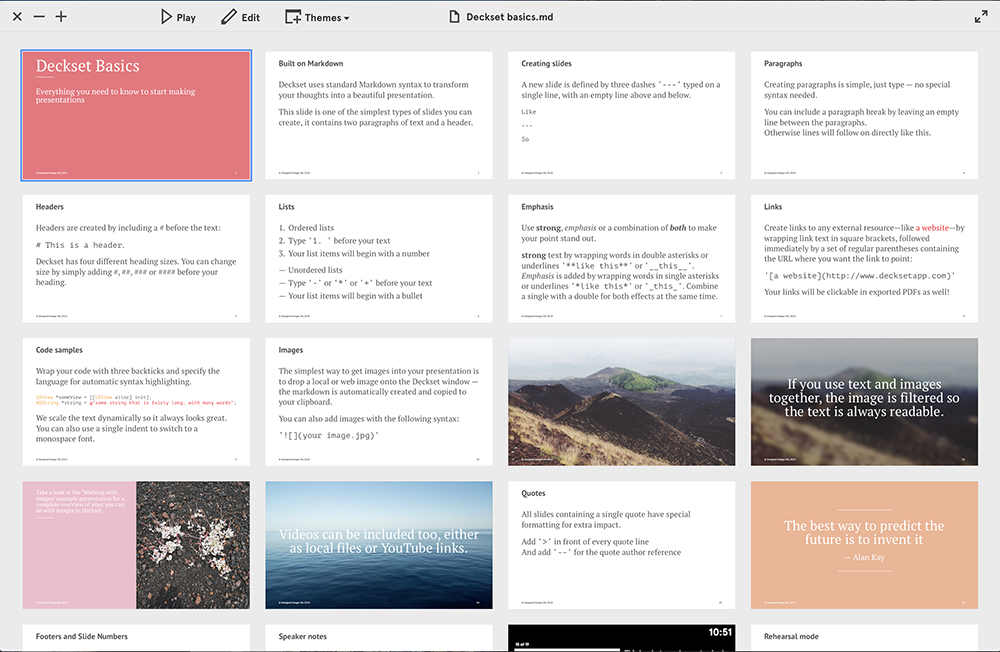 Play
Edit
Themes
Deckset basics.md
Deckset Basics
Everything you need to know to start making
presentations
Built on Markdown
Deckset uses standard Markdown syntax to transform
your thoughts into a beautiful presentation.
This slide is one of the simplest types of slides you can
create, it contains two paragraphs of text and a header.
Creating slides
A new slide is defined by three dashes '---' typed on a
single line, with an empty line above and below.
Like
---
So
Paragraphs
Creating paragraphs is simple, just type — no special
syntax needed.
You can include a paragraph break by leaving an empty
line between the paragraphs.
Otherwise lines will follow on directly like this.
Headers
Headers are created by including a # before the text:
# This is a header.
Deckset has four different heading sizes. You can change
size by simply adding #, ##, ### or #### before your
heading.
Lists
1. Ordered lists
2. Type '1. ' before your text
3. Your list items will begin with a number
— Unordered lists
— Type '-' or '*' or '+' before your text
— Your list items will begin with a bullet
Emphasis
Use strong, emphasis or a combination of both to make
your point stand out.
strong text by wrapping words in double asterisks or
underlines '**like this**' or '__this__'.
Emphasis is added by wrapping words in single asterisks
or underlines '*like this*' or '_this_'. Combine
a single with a double for both effects at the same time.
Links
Create links to any external resource—like a website—by
wrapping link text in square brackets, followed
immediately by a set of regular parentheses containing
the URL where you want the link to point:
'[a website](http://www.decksetapp.com)'
Your links will be clickable in exported PDFs as well!
Code samples
Wrap your code with three backticks and specify the
language for automatic syntax highlighting.
UIView *someView = [[UIView alloc] init];
NSString *string = @"some string that is fairly long, with many words";
We scale the text dynamically so it always looks great.
You can also use a single indent to switch to a
monospace font.
Images
The simplest way to get images into your presentation is
to drop a local or web image onto the Deckset window —
the markdown is automatically created and copied to
your clipboard.
You can also add images with the following syntax:
'![](your image.jpg)'
If you use text and images
together, the image is filtered so
the text is always readable.
Take a look at the 'Working with
Images' example presentation for a
complete overview of what you can
do with images in Deckset.
Videos can be included too, either
as local files or YouTube links.
Quotes
All slides containing a single quote have special
formatting for extra impact.
Add '>' in front of every quote line
And add '--' for the quote author reference
The best way to predict the
future is to invent it
— Alan Kay
Footers and Slide Numbers
Speaker notes
10:51
15 of 19
Rehearsal mode